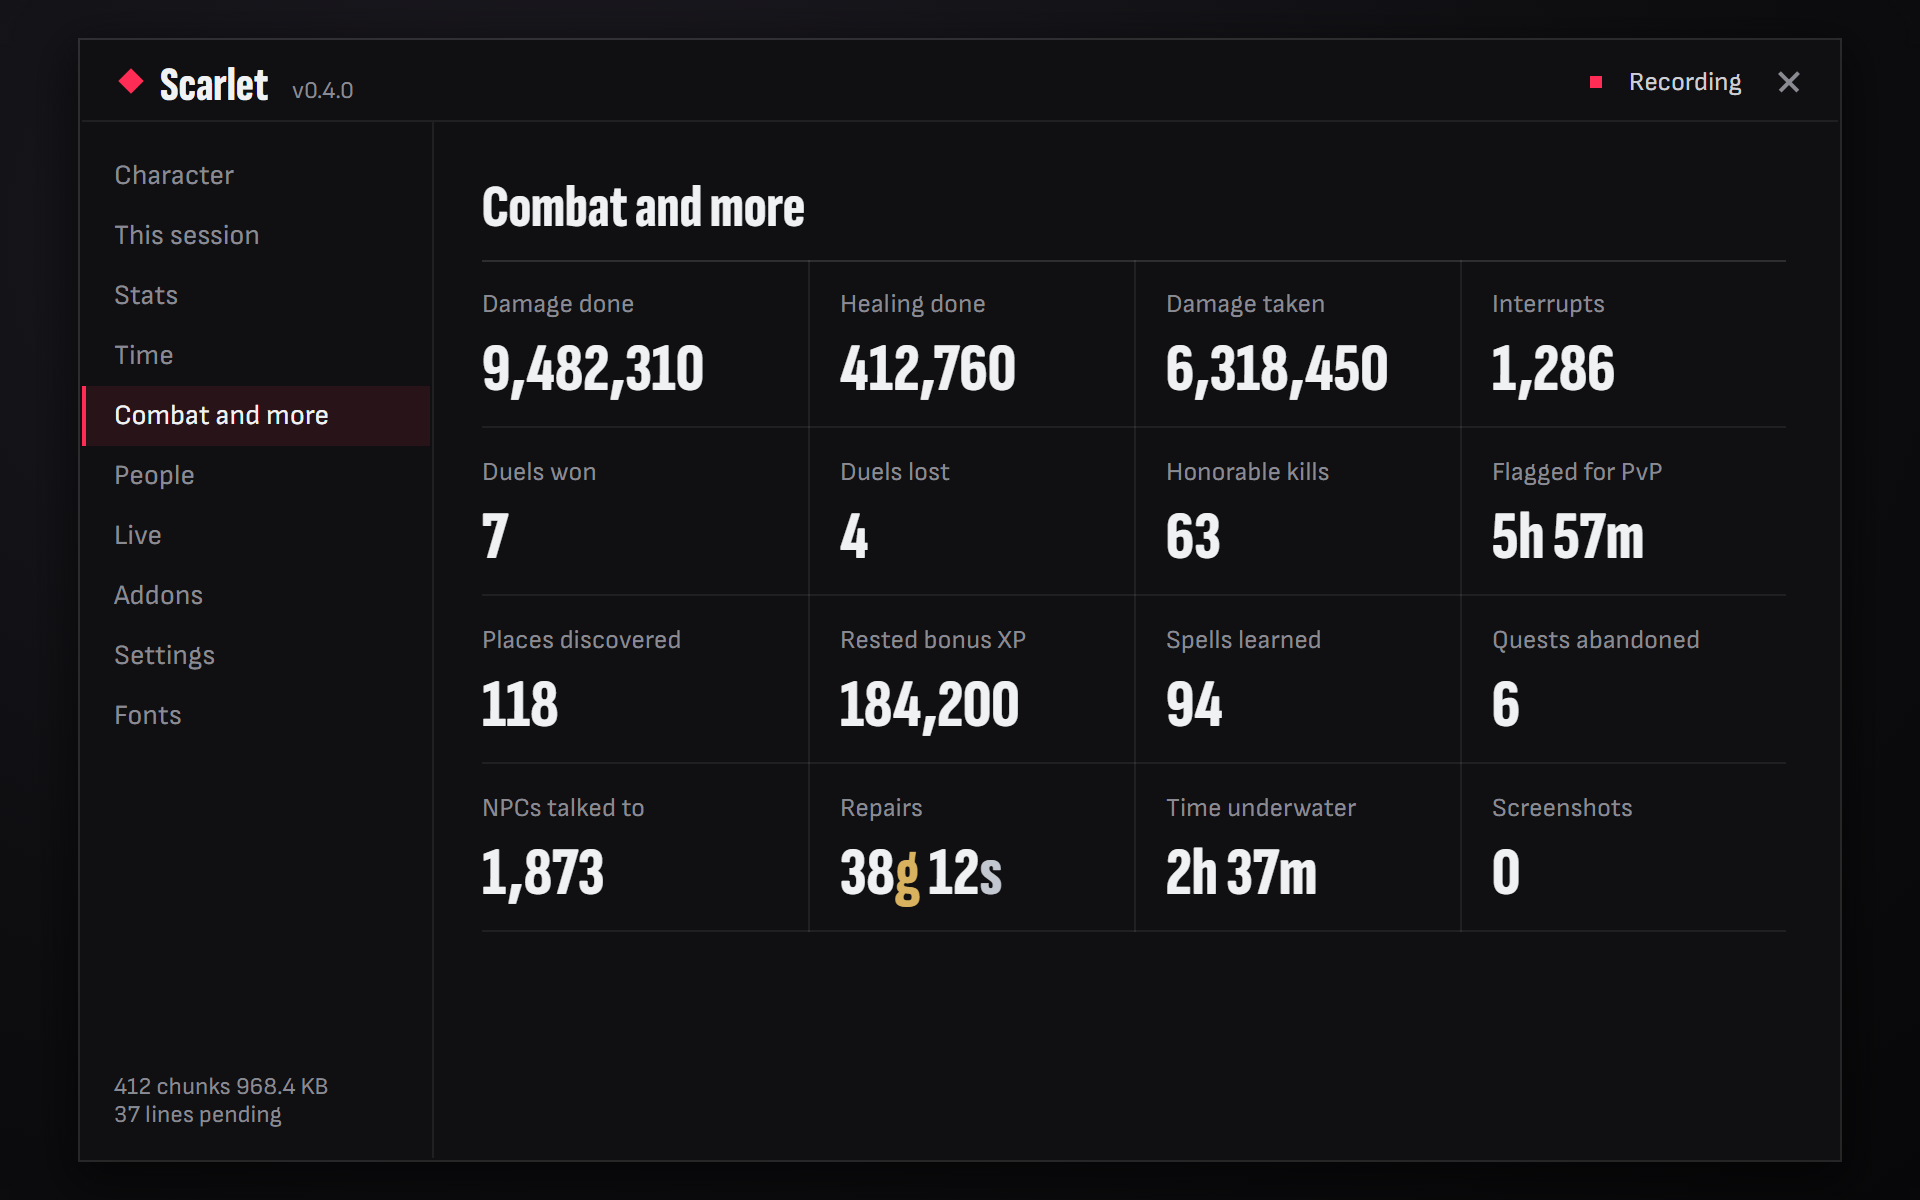 Scarlet v0.4.0
Recording
Character
This session
Stats
Time
Combat and more
People
Live
Addons
Settings
Fonts
412 chunks 968.4 KB
37 lines pending
Combat and more
Damage done
9,482,310
Healing done
412,760
Damage taken
6,318,450
Interrupts
1,286
Duels won
7
Duels lost
4
Honorable kills
63
Flagged for PvP
5h 57m
Places discovered
118
Rested bonus XP
184,200
Spells learned
94
Quests abandoned
6
NPCs talked to
1,873
Repairs
38g 12s
Time underwater
2h 37m
Screenshots
0